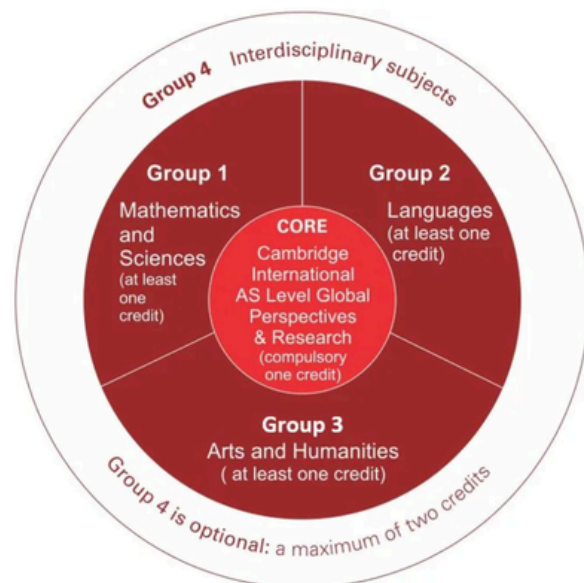 Group 4 Interdisciplinary subjects
Group 1
Mathematics
and
Sciences
(at least
one
credit)
Group 2
Languages
(at least one
credit)
CORE
Cambridge
International
AS Level Global
Perspectives
& Research
(compulsory
one credit)
Group 3
Arts and Humanities
( at least one credit)
Group 4 is optional: a maximum of two credits